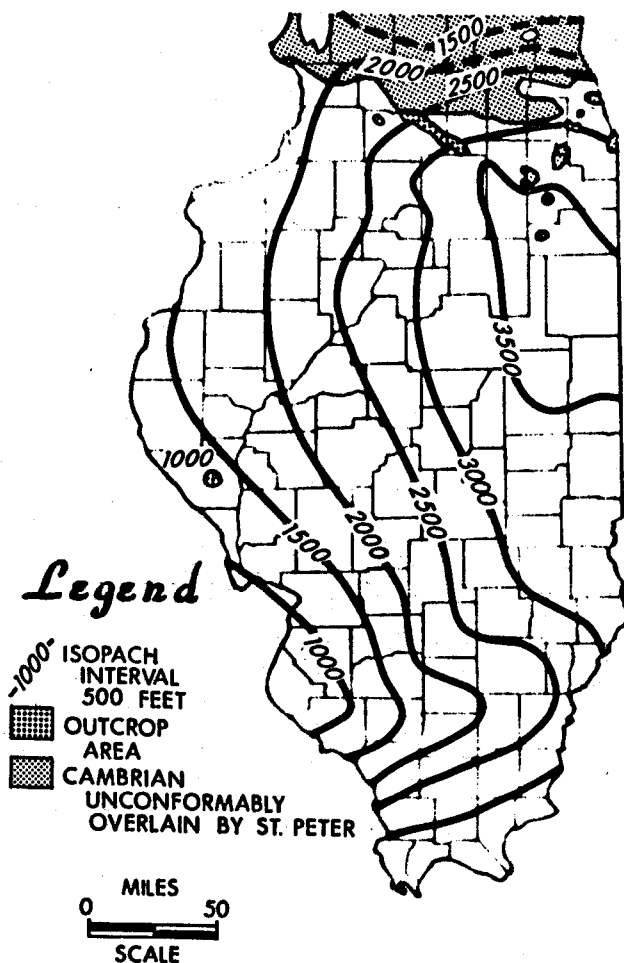 1500
2000
2500
3500
1000
3000
2500
2000
1500
1000
Legend
-1000- ISOPACH
INTERVAL
500 FEET
OUTCROP
AREA
CAMBRIAN
UNCONFORMABLY
OVERLAIN BY ST. PETER
MILES
0 50
SCALE